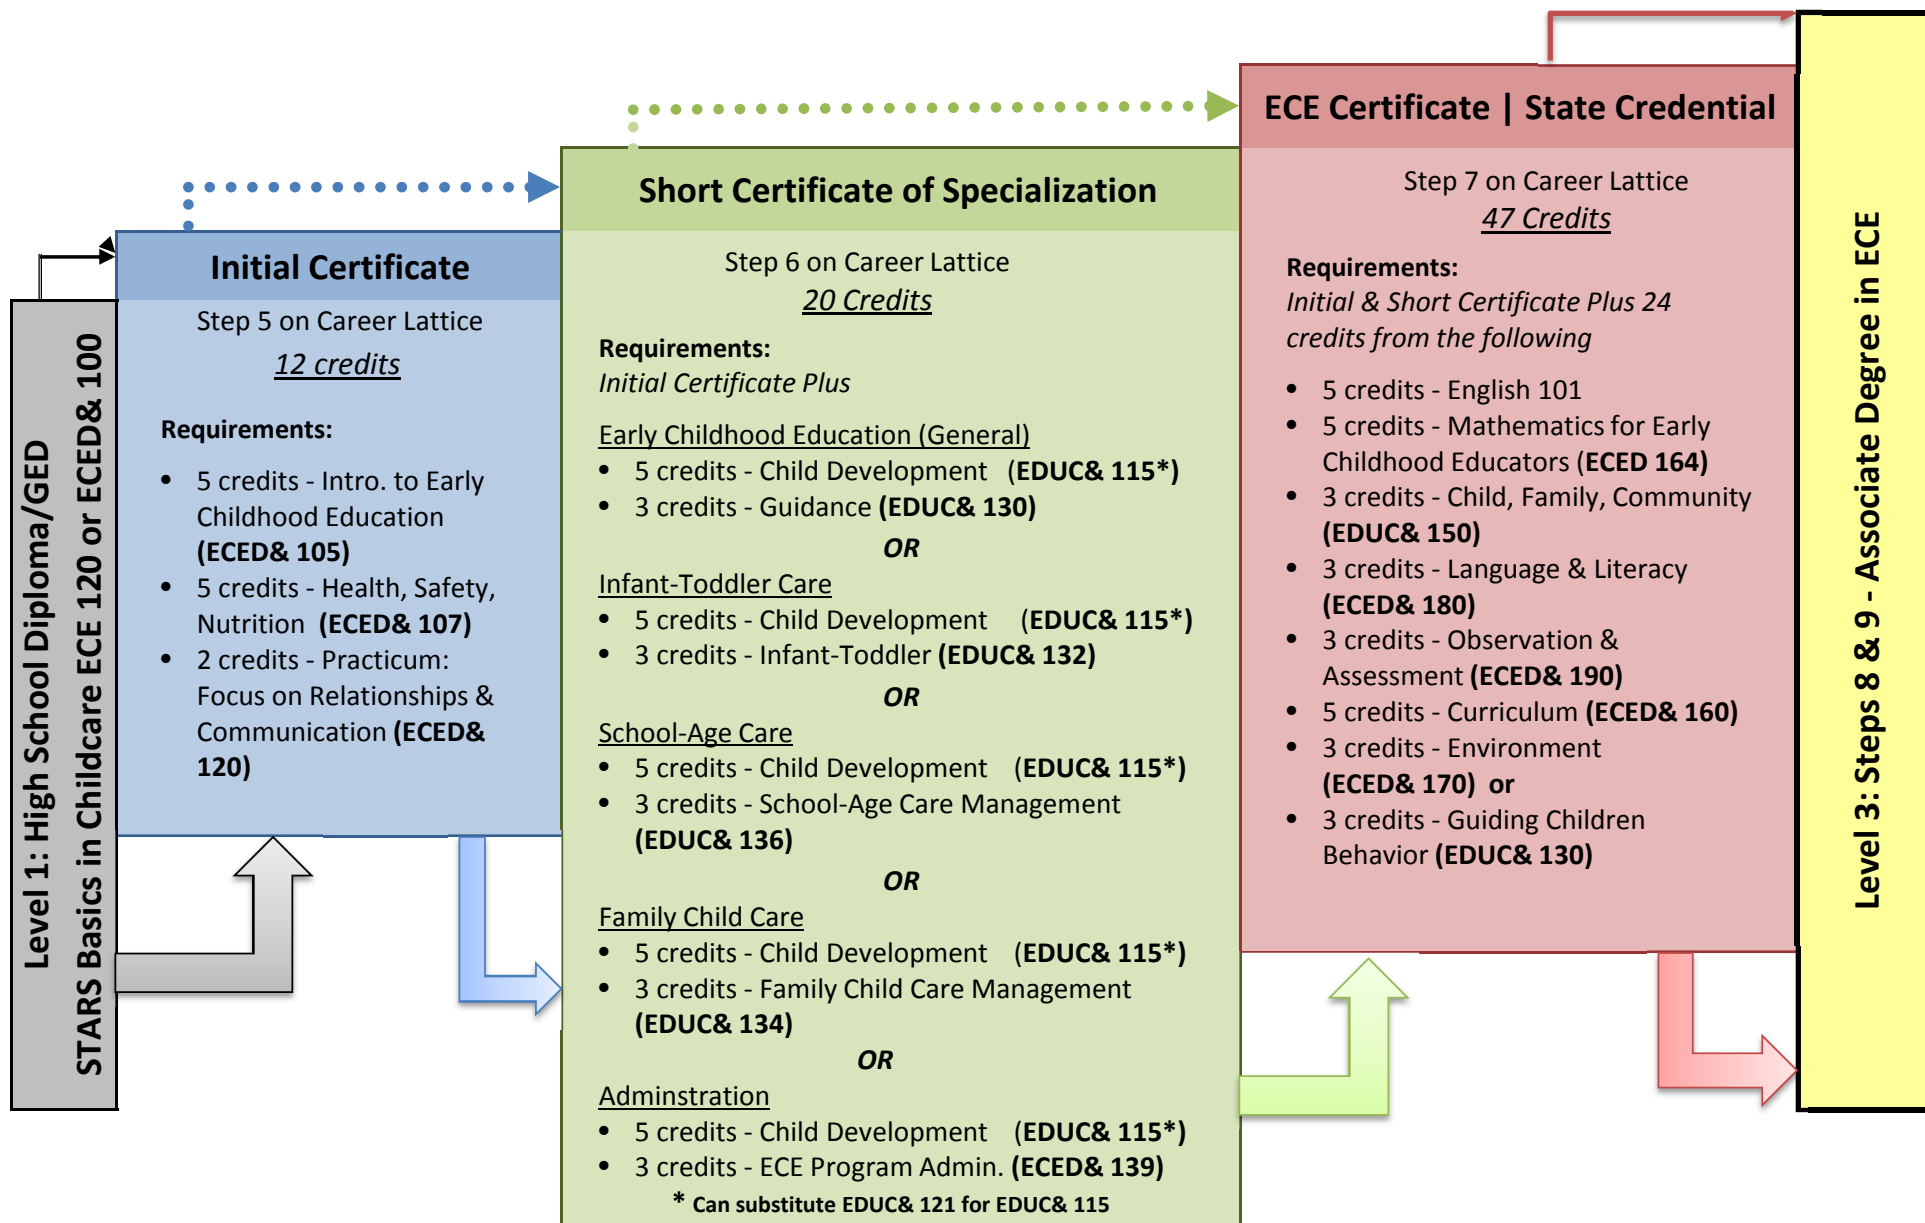 Level 1: High School Diploma/GED
STARS Basics in Childcare ECE 120 or ECED& 100
Initial Certificate
Step 5 on Career Lattice
12 credits
Requirements:
• 5 credits - Intro. to Early
Childhood Education
(ECED& 105)
• 5 credits - Health, Safety,
Nutrition (ECED& 107)
• 2 credits - Practicum:
Focus on Relationships &
Communication (ECED&
120)
Short Certificate of Specialization
Step 6 on Career Lattice
20 Credits
Requirements:
Initial Certificate Plus
Early Childhood Education (General)
• 5 credits - Child Development (EDUC& 115*)
• 3 credits - Guidance (EDUC& 130)
OR
Infant-Toddler Care
• 5 credits - Child Development (EDUC& 115*)
• 3 credits - Infant-Toddler (EDUC& 132)
OR
School-Age Care
• 5 credits - Child Development (EDUC& 115*)
• 3 credits - School-Age Care Management
(EDUC& 136)
OR
Family Child Care
• 5 credits - Child Development (EDUC& 115*)
• 3 credits - Family Child Care Management
(EDUC& 134)
OR
Adminstration
• 5 credits - Child Development (EDUC& 115*)
• 3 credits - ECE Program Admin. (ECED& 139)
* Can substitute EDUC& 121 for EDUC& 115
ECE Certificate | State Credential
Step 7 on Career Lattice
47 Credits
Requirements:
Initial & Short Certificate Plus 24
credits from the following
• 5 credits - English 101
• 5 credits - Mathematics for Early
Childhood Educators (ECED 164)
• 3 credits - Child, Family, Community
(EDUC& 150)
• 3 credits - Language & Literacy
(ECED& 180)
• 3 credits - Observation &
Assessment (ECED& 190)
• 5 credits - Curriculum (ECED& 160)
• 3 credits - Environment
(ECED& 170) or
• 3 credits - Guiding Children
Behavior (EDUC& 130)
Level 3: Steps 8 & 9 - Associate Degree in ECE